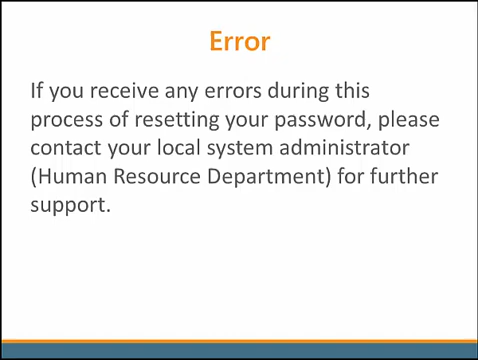 Error
If you receive any errors during this
process of resetting your password, please
contact your local system administrator
(Human Resource Department) for further
support.